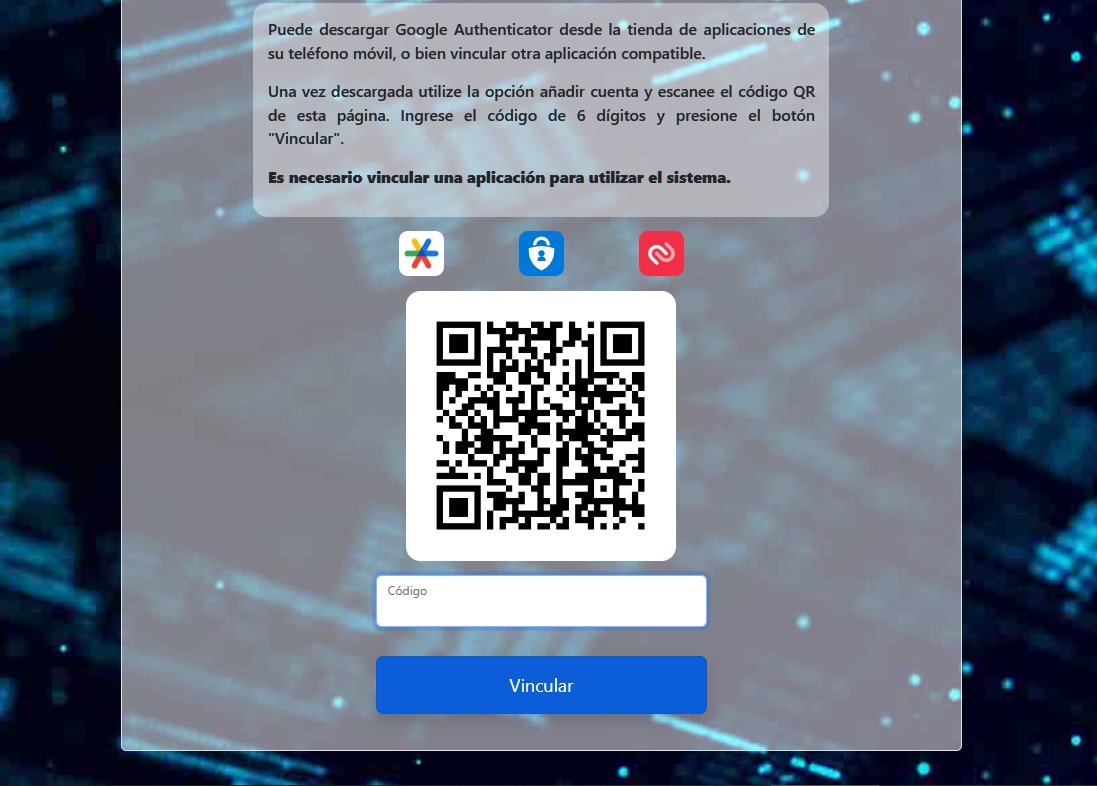 Puede descargar Google Authenticator desde la tienda de aplicaciones de
su teléfono móvil, o bien vincular otra aplicación compatible.
Una vez descargada utilize la opción añadir cuenta y escanee el código QR
de esta página. Ingrese el código de 6 dígitos y presione el botón
"Vincular".
Es necesario vincular una aplicación para utilizar el sistema.
Código
Vincular